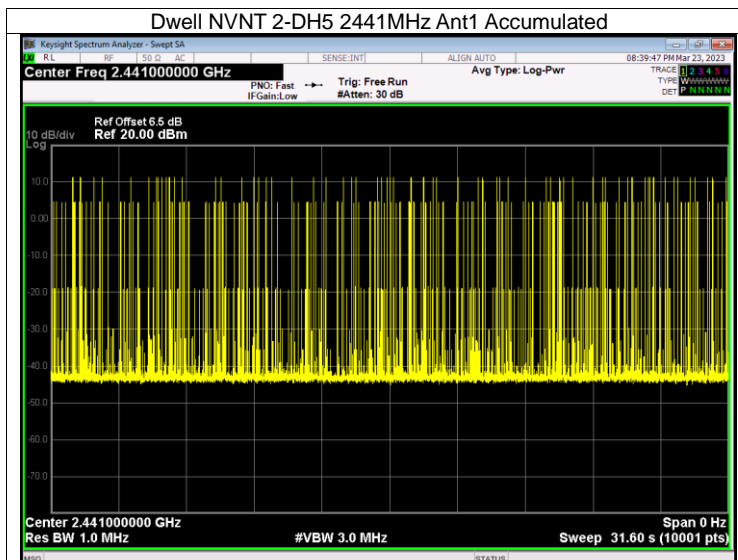 Dwell NVNT 2-DH5 2441MHz Ant1 Accumulated
Keysight Spectrum Analyzer - Swept SA
RL RF 50 Ω AC SENSE:INT ALIGN AUTO 08:39:47 PM Mar 23, 2023
Center Freq 2.441000000 GHz
PNO: Fast
IFGain:Low
Trig: Free Run
#Atten: 30 dB
Avg Type: Log-Pwr
TRACE 1 2 3 4 5 6
TYPE WWWWWW
DET P N N N N N
Ref Offset 6.5 dB
10 dB/div Ref 20.00 dBm
Log
10.0
0.00
-10.0
-20.0
-30.0
-40.0
-50.0
-60.0
-70.0
Center 2.441000000 GHz Span 0 Hz
Res BW 1.0 MHz #VBW 3.0 MHz Sweep 31.60 s (10001 pts)
MSG STATUS